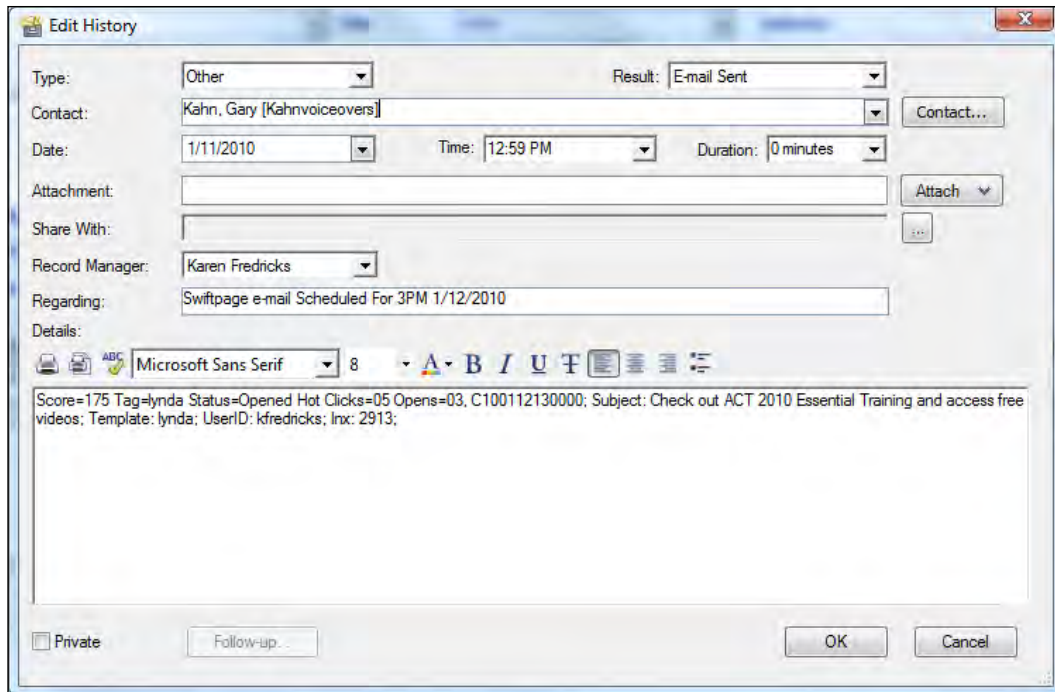 Edit History
Type: Other Result: E-mail Sent
Contact: Kahn, Gary [Kahnvoiceovers] Contact...
Date: 1/11/2010 Time: 12:59 PM Duration: 0 minutes
Attachment: Attach
Share With: ...
Record Manager: Karen Fredricks
Regarding: Swiftpage e-mail Scheduled For 3PM 1/12/2010
Details:
ABC Microsoft Sans Serif 8 A B I U T
Score=175 Tag=lynda Status=Opened Hot Clicks=05 Opens=03, C100112130000; Subject: Check out ACT 2010 Essential Training and access free
videos; Template: lynda; UserID: kfredricks; Inx: 2913;
Private Follow-up... OK Cancel